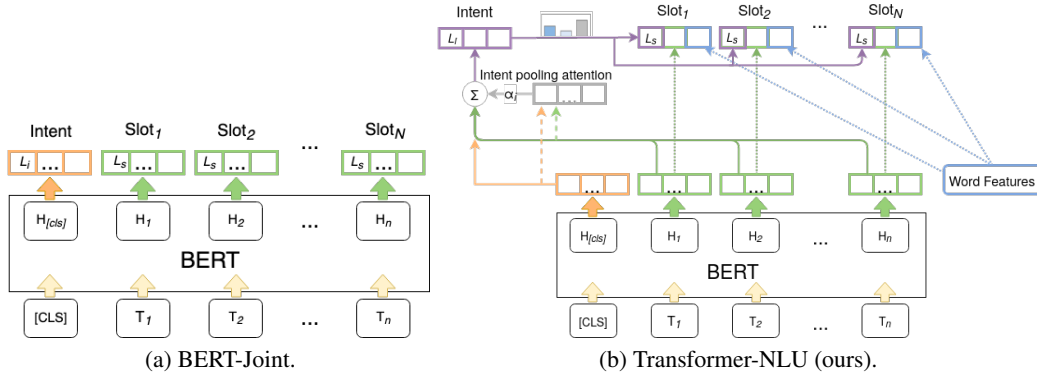 Intent Slot1 Slot2 ... SlotN
Li ... Ls ... Ls ... Ls ...
H[cls] H1 H2 ... Hn
BERT
[CLS] T1 T2 ... Tn
(a) BERT-Joint.
Intent Slot1 Slot2 ... SlotN
LI Ls Ls Ls
Intent pooling attention
Σ αi ...
Word Features
... ... ... ...
H[cls] H1 H2 ... Hn
BERT
[CLS] T1 T2 ... Tn
(b) Transformer-NLU (ours).